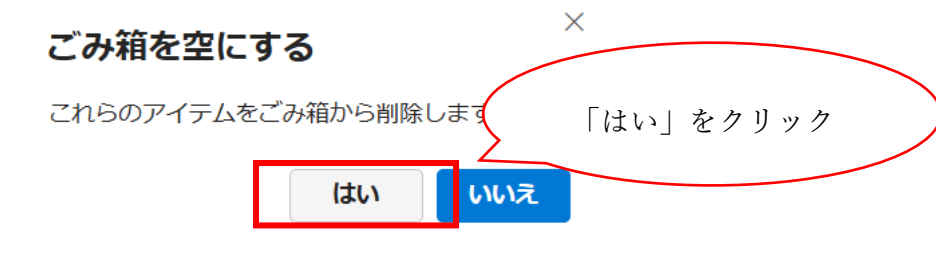 ごみ箱を空にする
これらのアイテムをごみ箱から削除します
「はい」をクリック
はい
いいえ